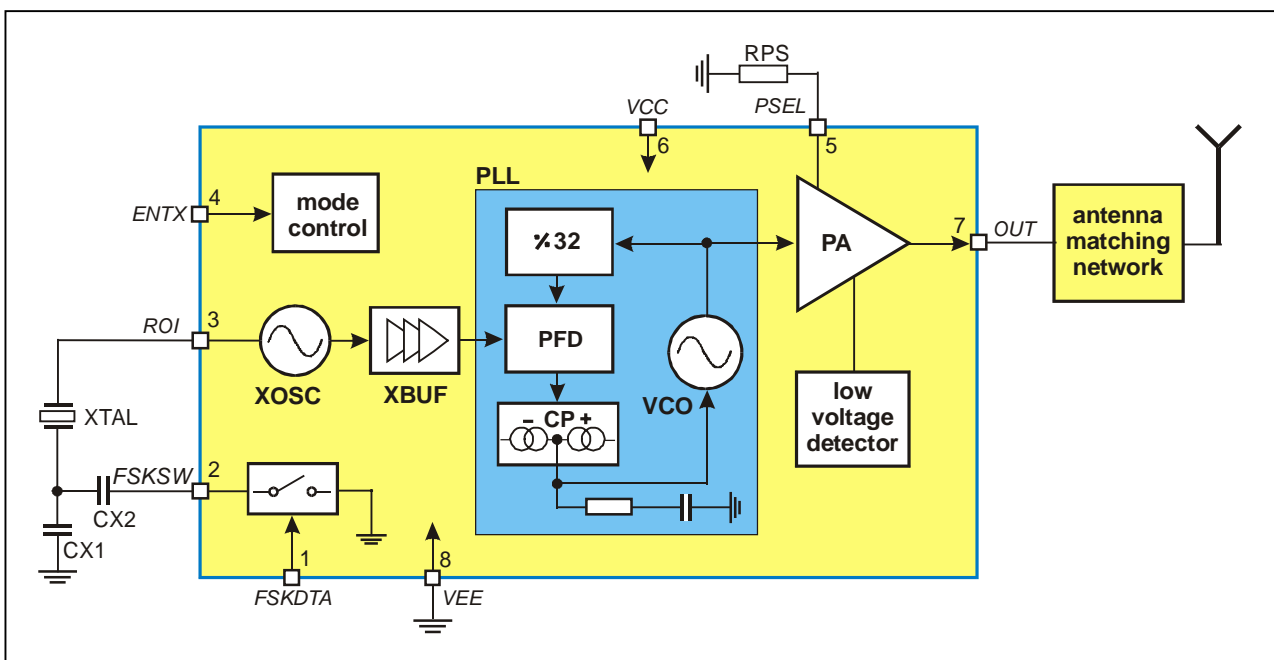 RPS
VCC
PSEL
6
5
PLL
ENTX
4
mode
control
％32
PA
7
OUT
antenna
matching
network
ROI
3
PFD
XOSC
XBUF
VCO
low
voltage
detector
XTAL
- CP +
FSKSW
2
CX2
CX1
1
8
FSKDTA
VEE